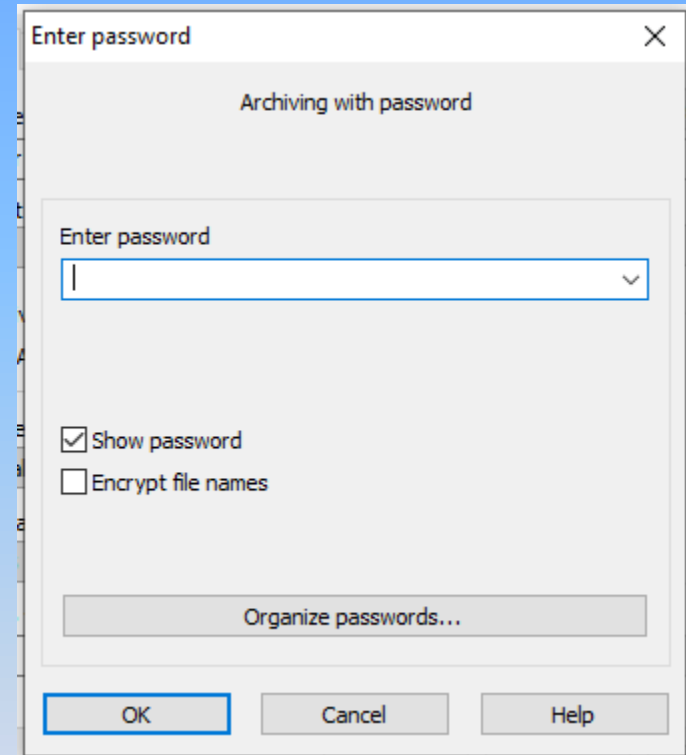 Enter password
Archiving with password
Enter password
Show password
Encrypt file names
Organize passwords...
OK
Cancel
Help